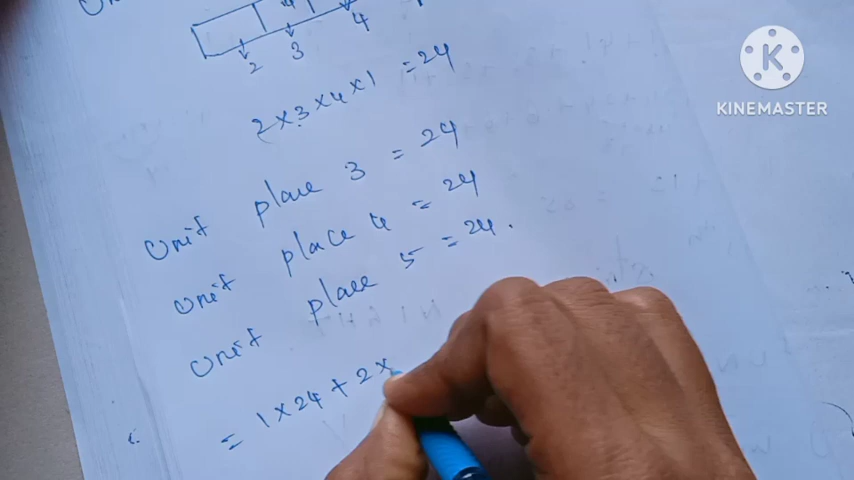 2 3 4
2 × 3 × 4 × 1 = 24
Unit place 3 = 24
Unit place 4 = 24
Unit place 5 = 24.
= 1 × 24 + 2 ×
K
KINEMASTER